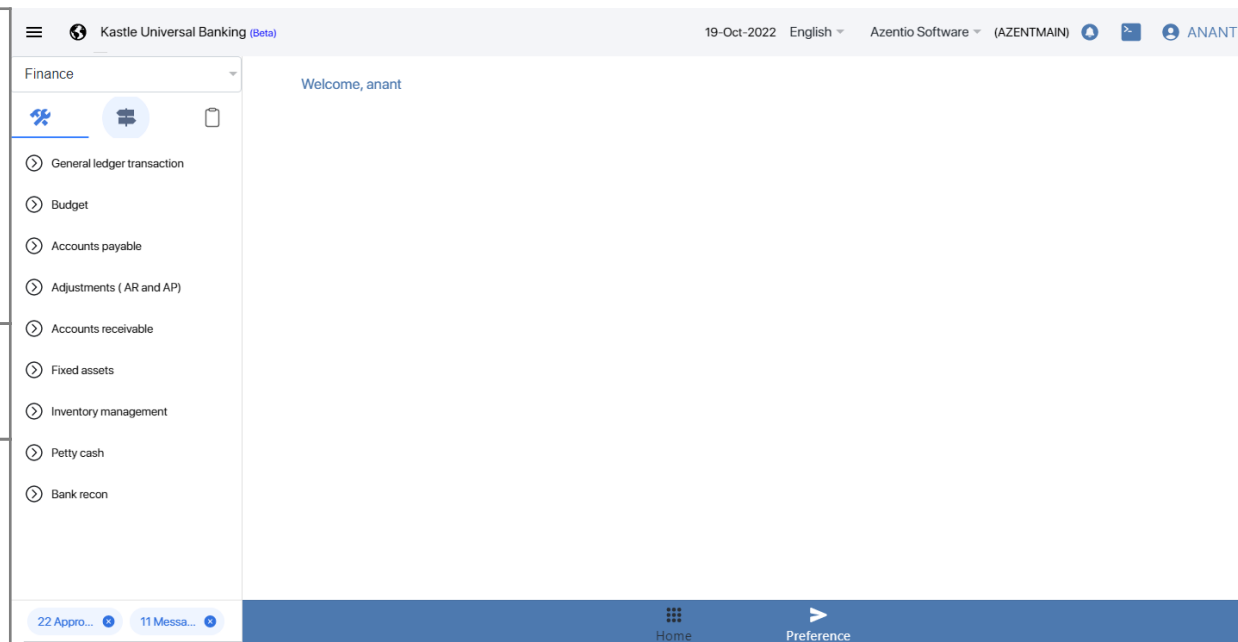 Kastle Universal Banking (Beta) 19-Oct-2022 English Azentio Software (AZENTMAIN) ANANT
Finance
Welcome, anant
General ledger transaction
Budget
Accounts payable
Adjustments ( AR and AP)
Accounts receivable
Fixed assets
Inventory management
Petty cash
Bank recon
22 Appro... 11 Messa...
Home Preference